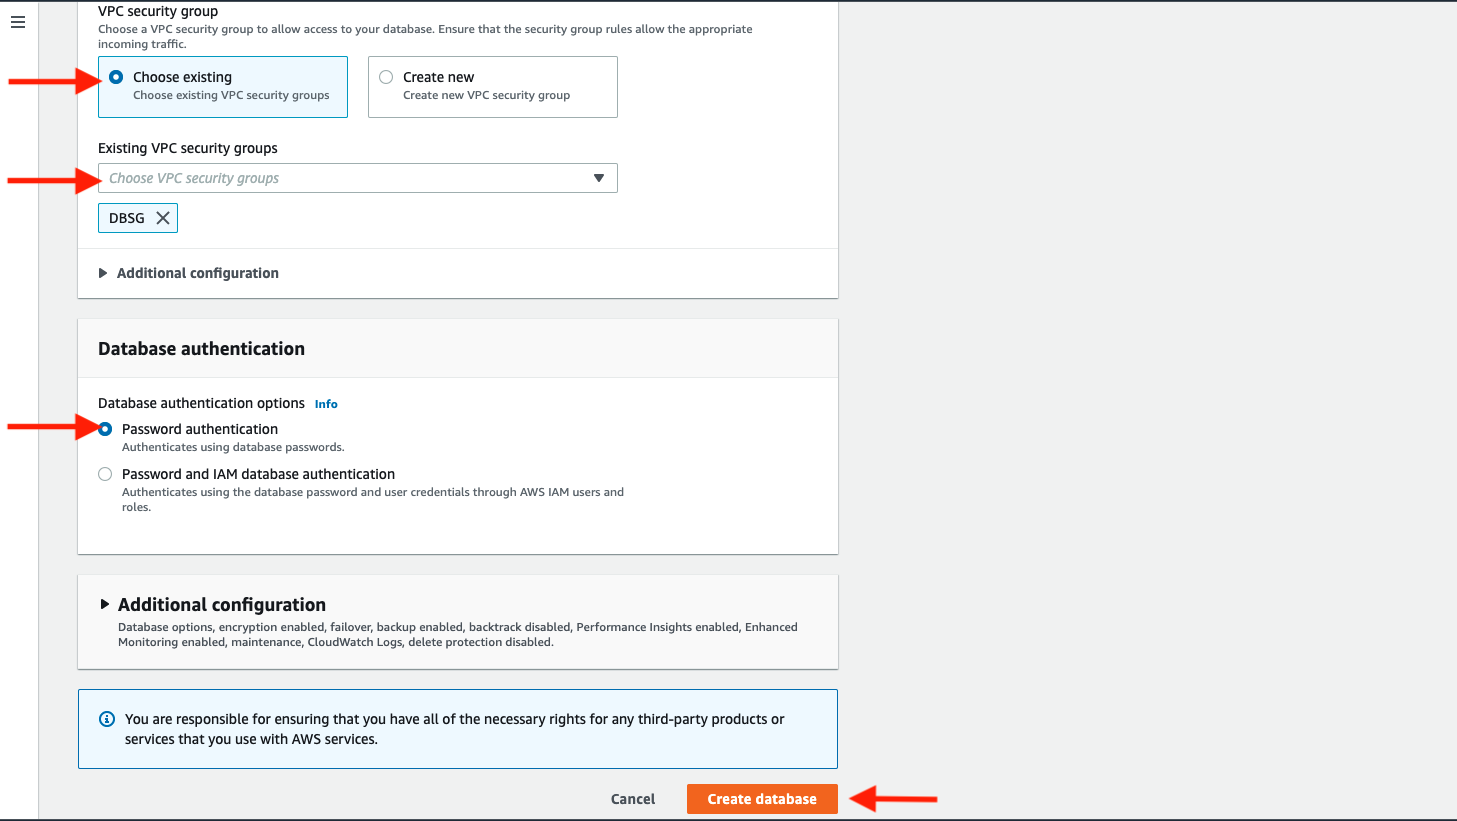 VPC security group
Choose a VPC security group to allow access to your database. Ensure that the security group rules allow the appropriate
incoming traffic.
Choose existing
Choose existing VPC security groups
Create new
Create new VPC security group
Existing VPC security groups
Choose VPC security groups
DBSG
Additional configuration
Database authentication
Database authentication options Info
Password authentication
Authenticates using database passwords.
Password and IAM database authentication
Authenticates using the database password and user credentials through AWS IAM users and
roles.
Additional configuration
Database options, encryption enabled, failover, backup enabled, backtrack disabled, Performance Insights enabled, Enhanced
Monitoring enabled, maintenance, CloudWatch Logs, delete protection disabled.
You are responsible for ensuring that you have all of the necessary rights for any third-party products or
services that you use with AWS services.
Cancel Create database